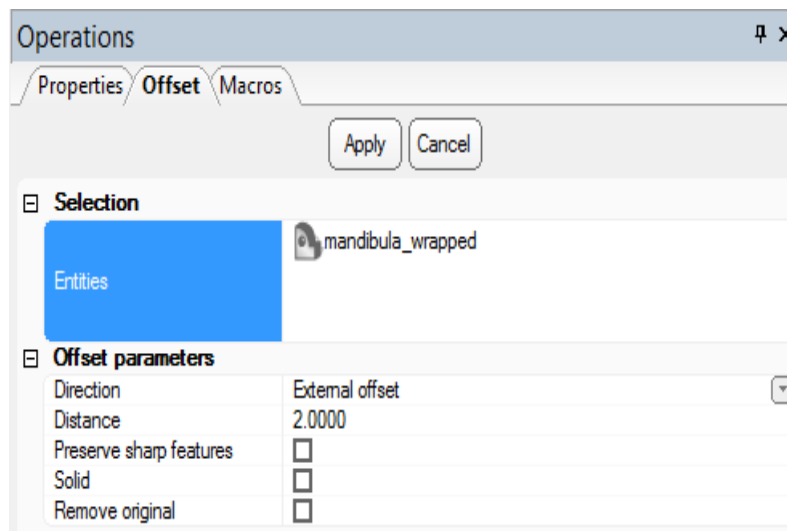 Operations
Properties Offset Macros
Apply Cancel
Selection
Entities mandibula_wrapped
Offset parameters
Direction External offset
Distance 2.0000
Preserve sharp features
Solid
Remove original